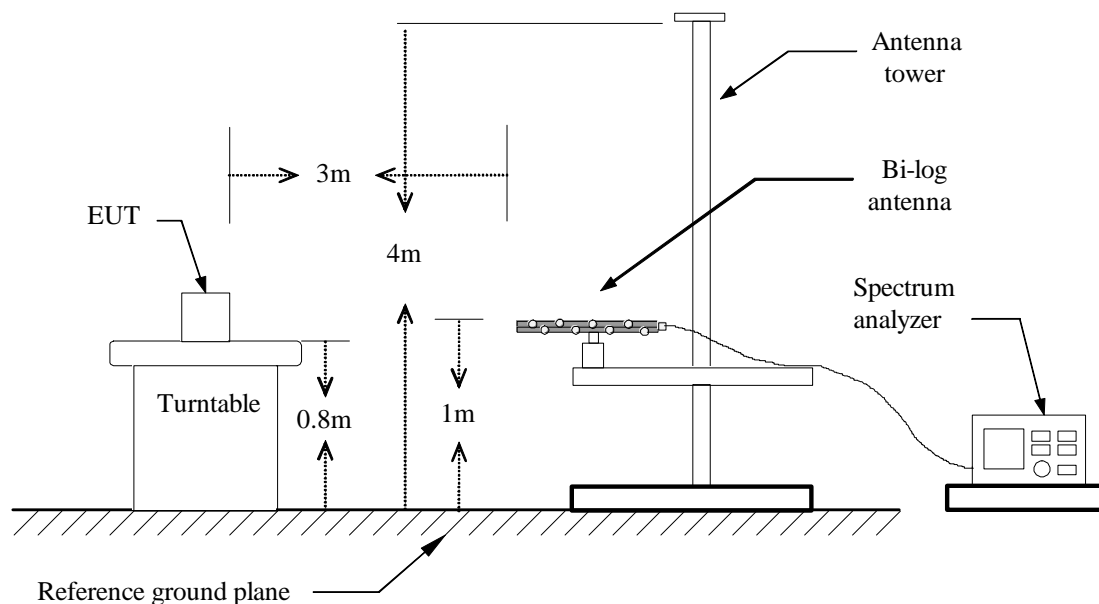 Antenna
tower
3m
Bi-log
antenna
EUT
4m
Spectrum
analyzer
Turntable
0.8m
1m
Reference ground plane